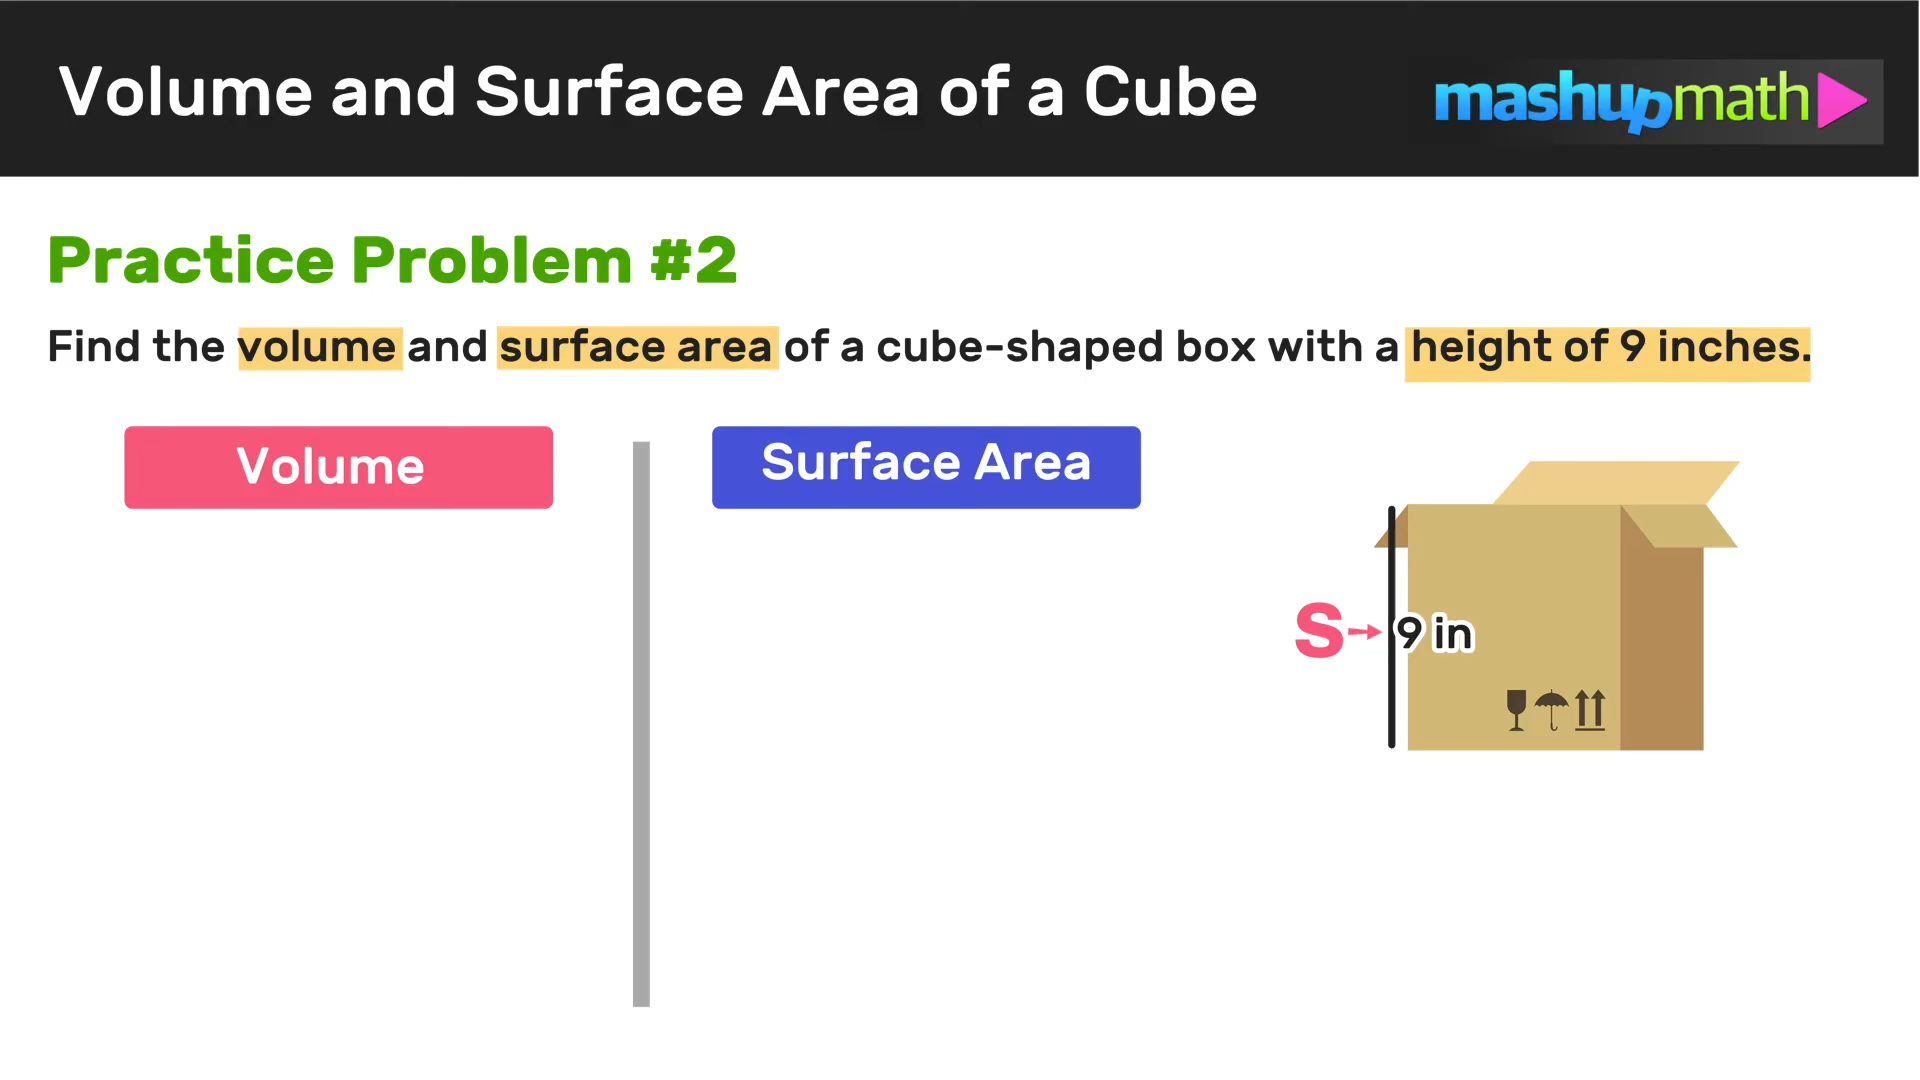 Volume and Surface Area of a Cube
mashupmath
Practice Problem #2
Find the volume and surface area of a cube-shaped box with a height of 9 inches.
Volume
Surface Area
S
9 in